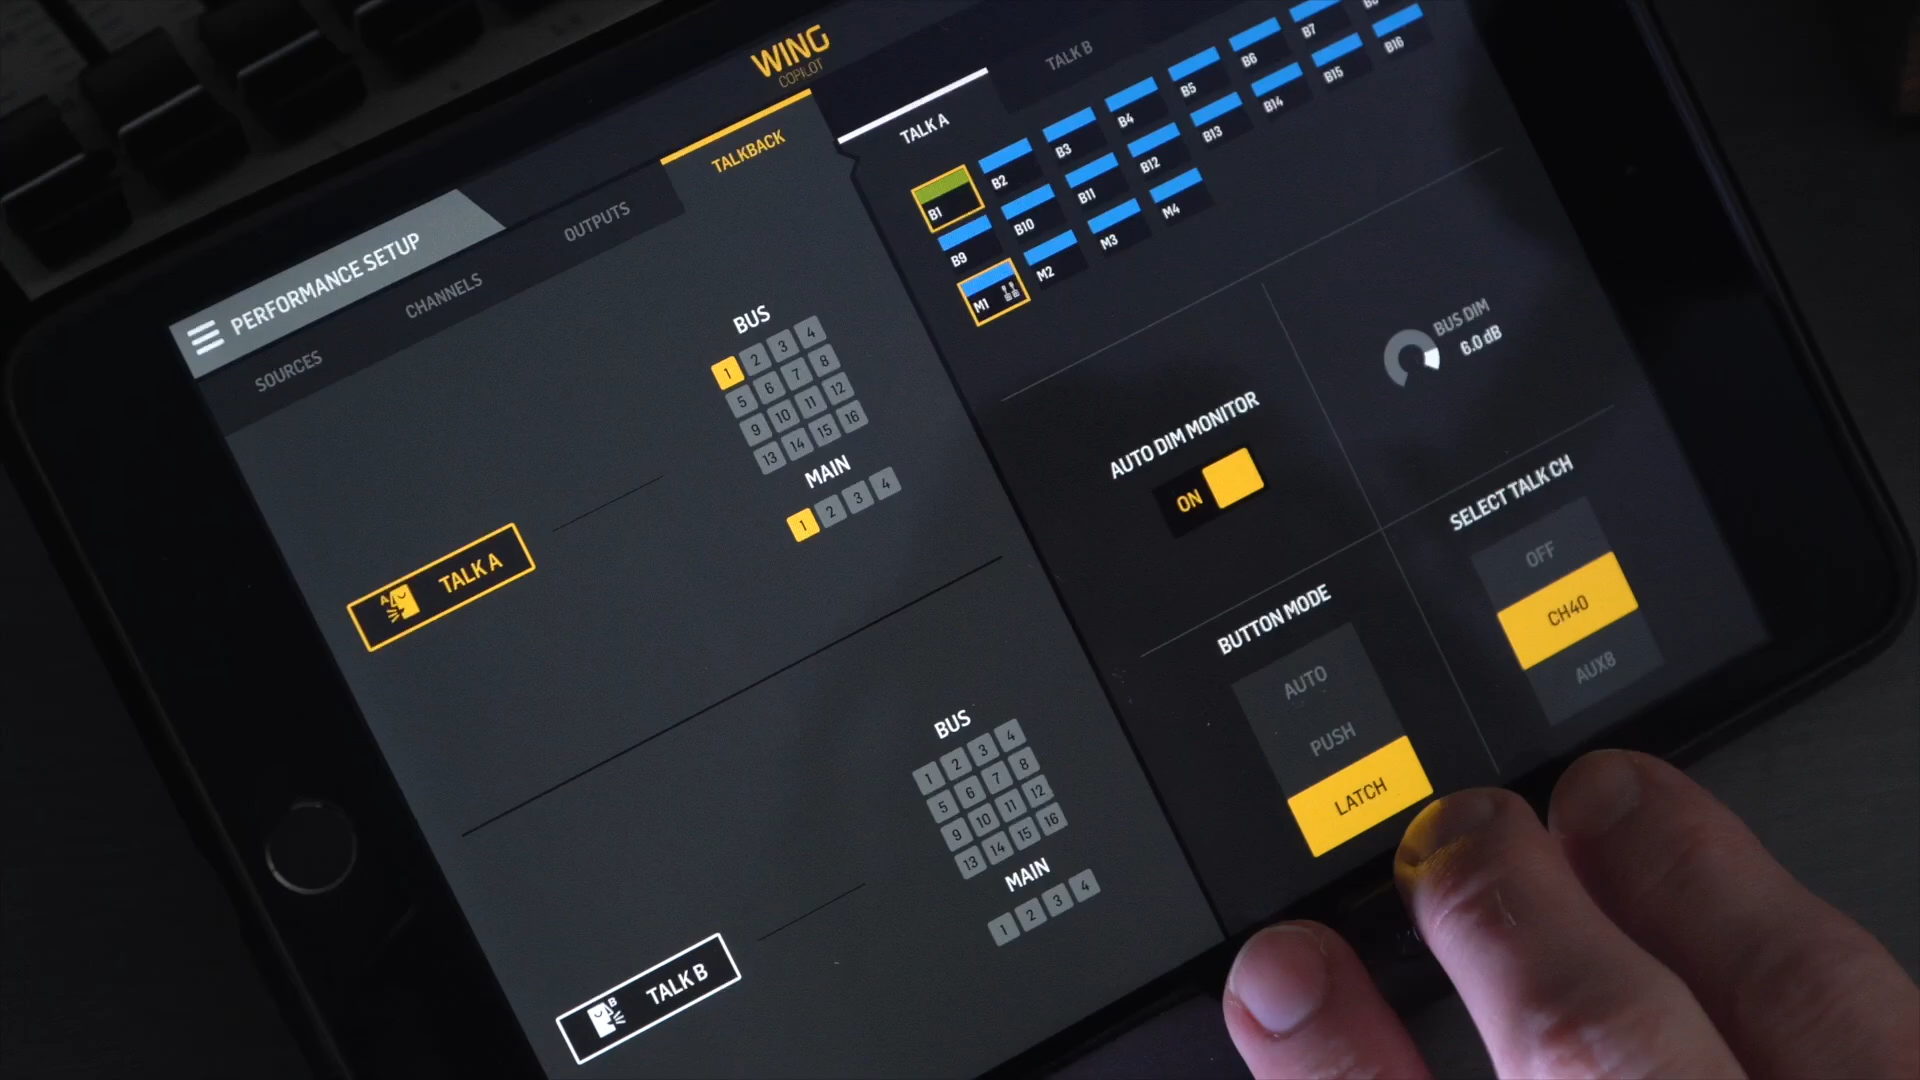 WING
COPILOT
PERFORMANCE SETUP
SOURCES
CHANNELS
OUTPUTS
TALKBACK
TALK A
TALK B
B1
B2
B3
B4
B5
B6
B7
B9
B10
B11
B12
B13
B14
B15
B16
M1
M2
M3
M4
BUS
1 2 3 4
5 6 7 8
9 10 11 12
13 14 15 16
MAIN
1 2 3 4
A
TALK A
BUS
1 2 3 4
5 6 7 8
9 10 11 12
13 14 15 16
MAIN
1 2 3 4
B
TALK B
AUTO DIM MONITOR
ON
BUS DIM
6.0 dB
BUTTON MODE
AUTO
PUSH
LATCH
SELECT TALK CH
OFF
CH40
AUX8